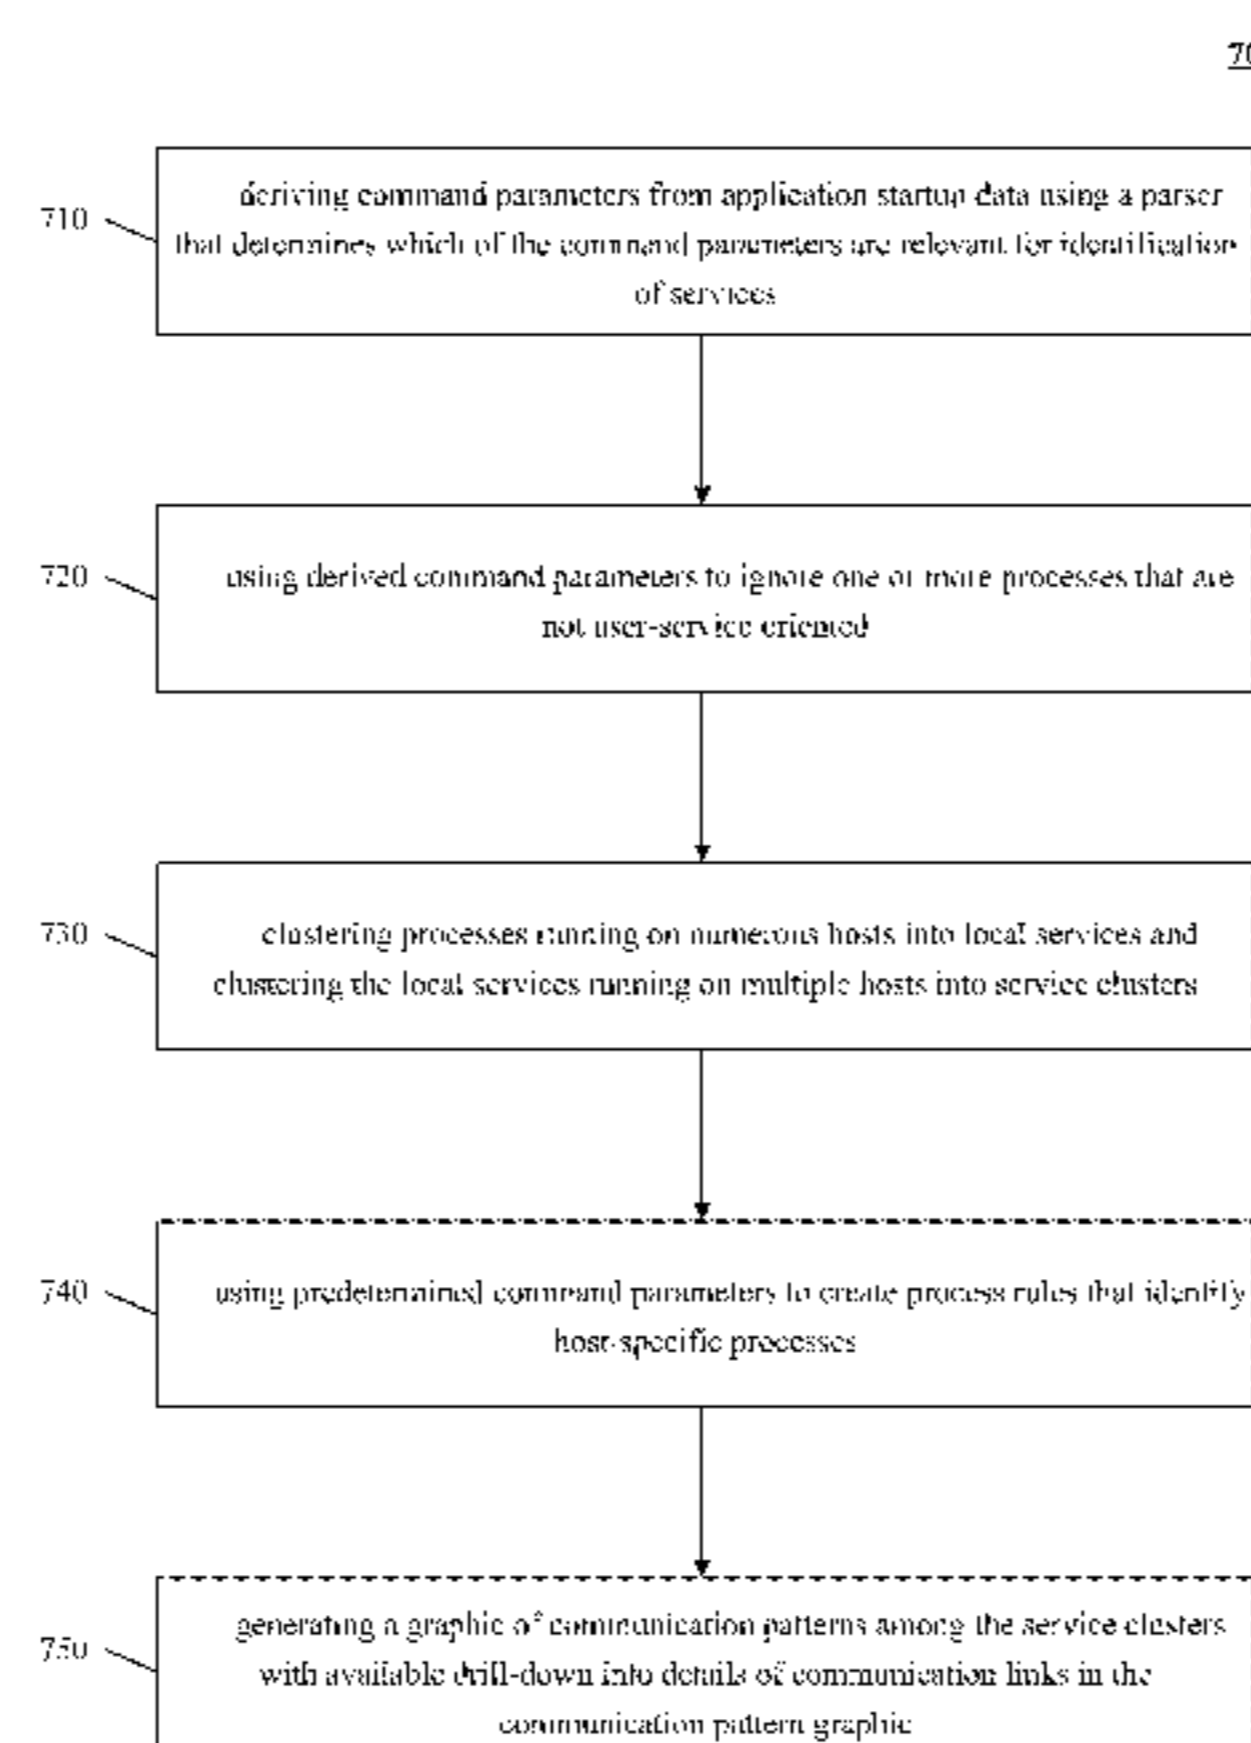 70
710
deriving command parameters from application startup data using a parser
that determines which of the command parameters are relevant for identification
of services
720
using derived command parameters to ignore one or more processes that are
not user-service oriented
730
clustering processes running on numerous hosts into local services and
clustering the local services running on multiple hosts into service clusters
740
using predetermined command parameters to create process rules that identify
host-specific processes
750
generating a graphic of communication patterns among the service clusters
with available drill-down into details of communication links in the
communication pattern graphic